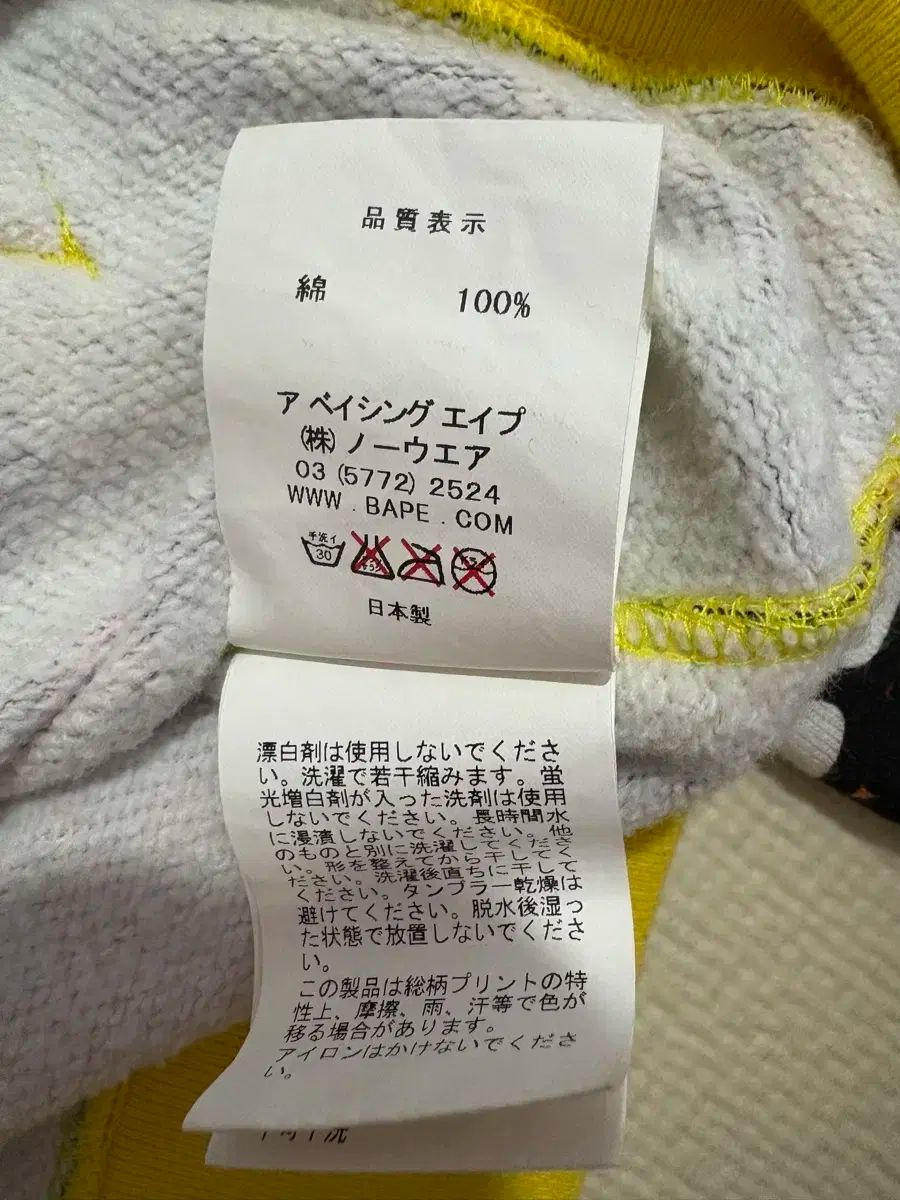 品質表示
綿 100%
ア ベイシング エイプ
(株) ノーウエア
03 (5772) 2524
WWW . BAPE . COM
手洗イ
30
日本製
漂白剤は使用しないでくださ
い。洗濯で若干縮みます。蛍
光増白剤が入った洗剤は使用
しないでください。長時間水
に浸漬しないでください。他
のものと別に洗濯してくださ
い。形を整えてから干してく
ださい。洗濯後直ちに干して
ください。タンブラー乾燥は
避けてください。脱水後湿っ
た状態で放置しないでくださ
い。
この製品は総柄プリントの特
性上、摩擦、雨、汗等で色が
移る場合があります。
アイロンはかけないでくださ
い。